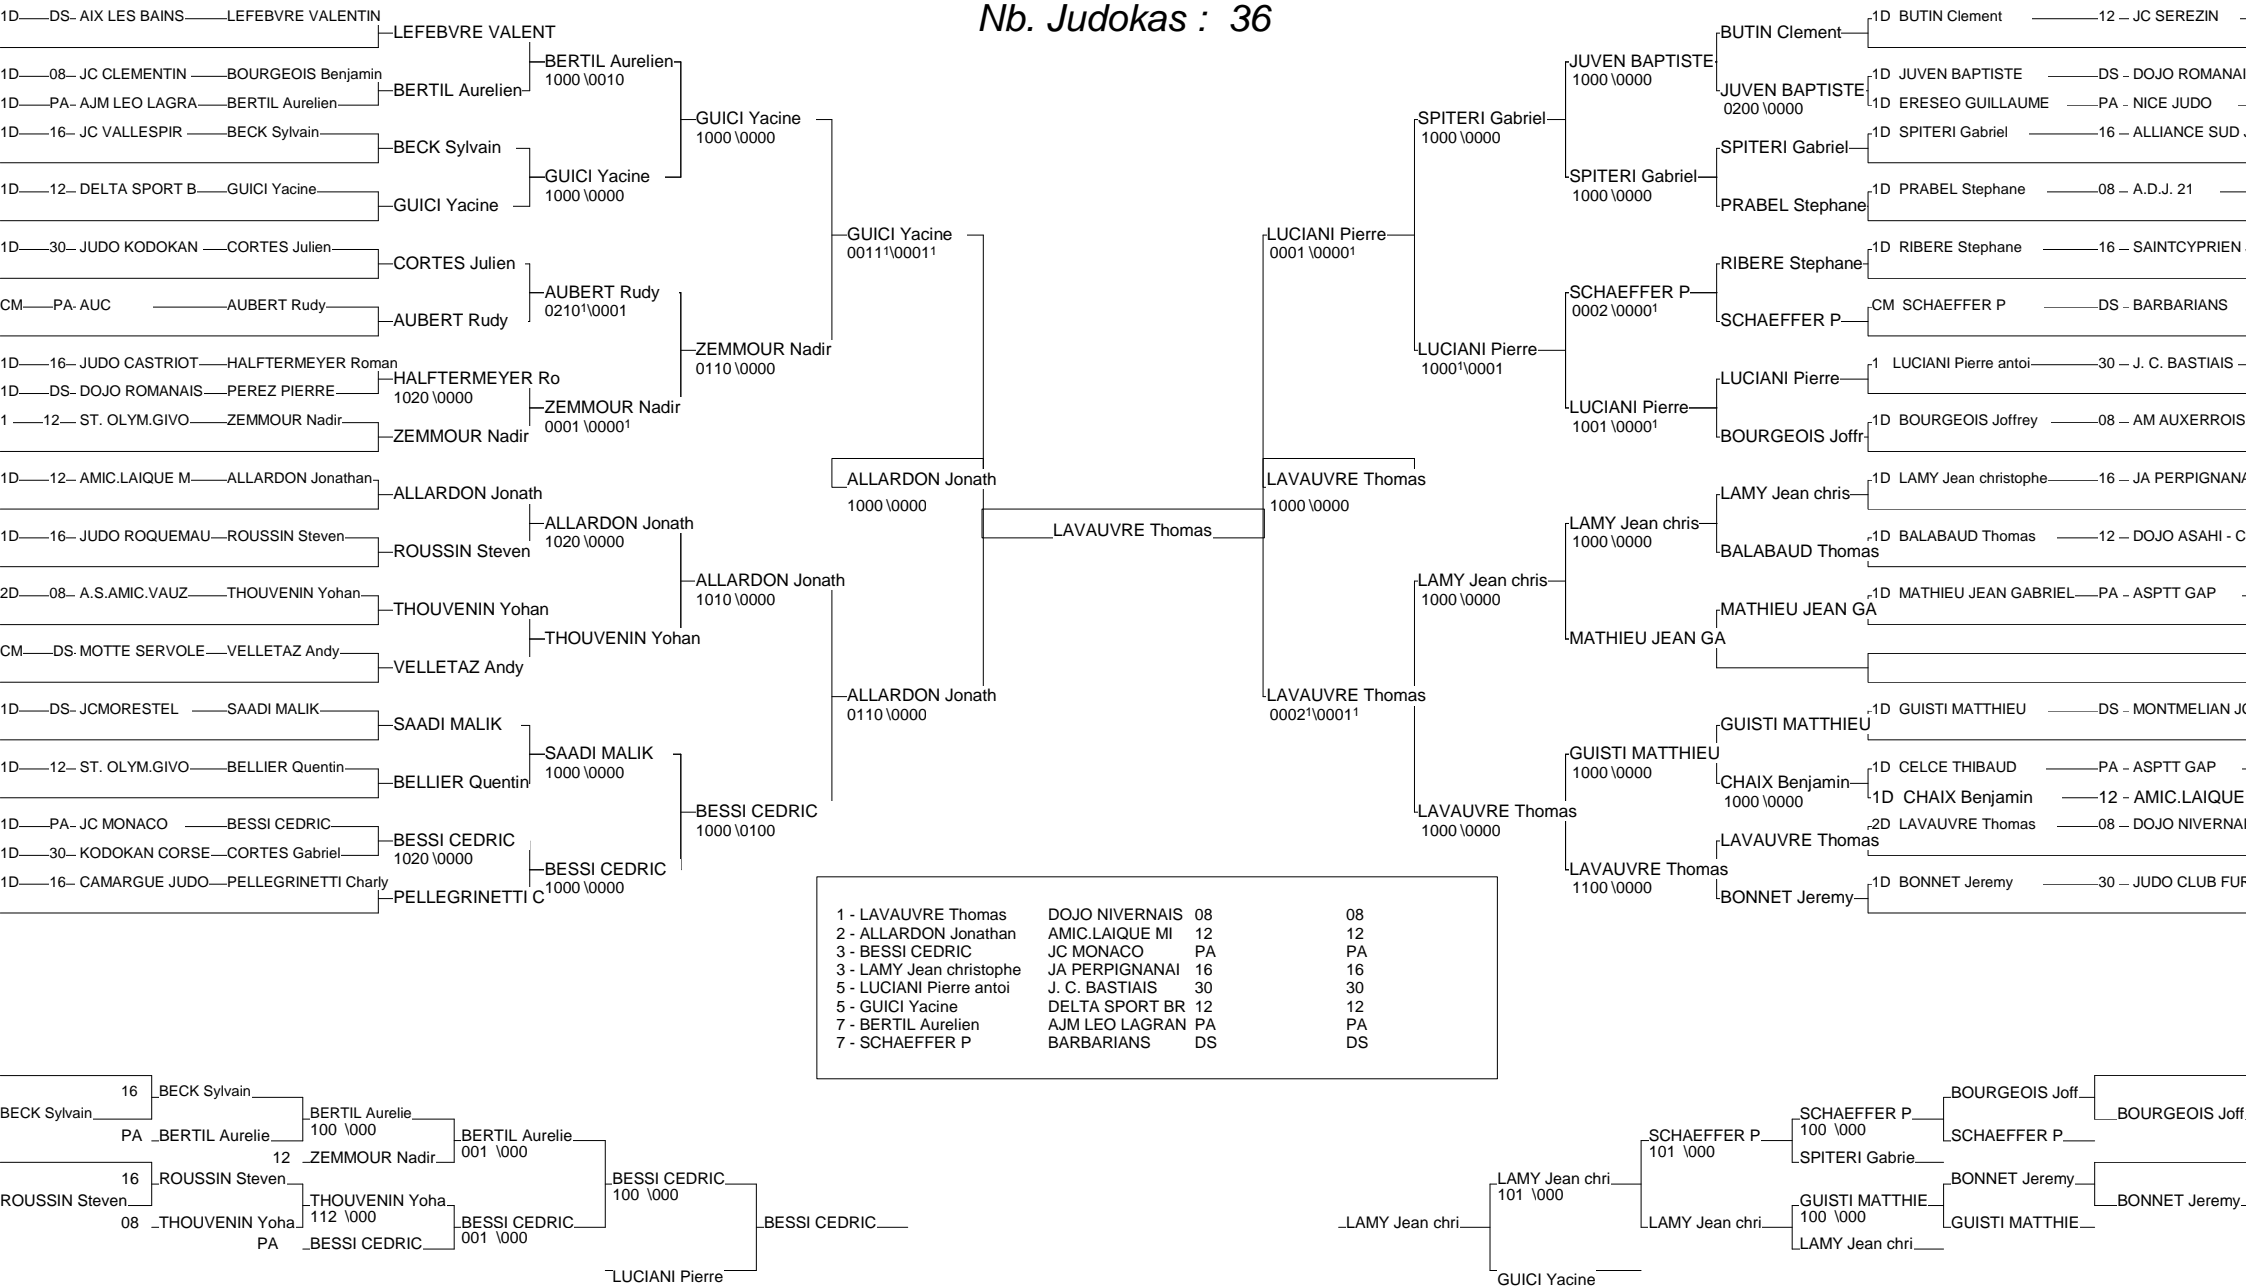 Nb. Judokas : 36
1D DS- AIX LES BAINS LEFEBVRE VALENTIN
1D 08- JC CLEMENTIN BOURGEOIS Benjamin
1D PA- AJM LEO LAGRA BERTIL Aurelien
1D 16- JC VALLESPIR BECK Sylvain
1D 12- DELTA SPORT B GUICI Yacine
1D 30- JUDO KODOKAN CORTES Julien
CM PA- AUC AUBERT Rudy
1D 16- JUDO CASTRIOT HALFTERMEYER Roman
1D DS- DOJO ROMANAIS PEREZ PIERRE
1 12- ST. OLYM.GIVO ZEMMOUR Nadir
1D 12- AMIC.LAIQUE M ALLARDON Jonathan
1D 16- JUDO ROQUEMAU ROUSSIN Steven
2D 08- A.S.AMIC.VAUZ THOUVENIN Yohan
CM DS- MOTTE SERVOLE VELLETAZ Andy
1D DS- JCMORESTEL SAADI MALIK
1D 12- ST. OLYM.GIVO BELLIER Quentin
1D PA- JC MONACO BESSI CEDRIC
1D 30- KODOKAN CORSE CORTES Gabriel
1D 16- CAMARGUE JUDO PELLEGRINETTI Charly
LEFEBVRE VALENT
BERTIL Aurelien
BECK Sylvain
GUICI Yacine
CORTES Julien
AUBERT Rudy
HALFTERMEYER Ro
1020 \0000
ZEMMOUR Nadir
ALLARDON Jonath
ROUSSIN Steven
THOUVENIN Yohan
VELLETAZ Andy
SAADI MALIK
BELLIER Quentin
BESSI CEDRIC
1020 \0000
PELLEGRINETTI C
BERTIL Aurelien
1000 \0010
GUICI Yacine
1000 \0000
AUBERT Rudy
0210¹\0001
ZEMMOUR Nadir
0001 \0000¹
ALLARDON Jonath
1020 \0000
THOUVENIN Yohan
SAADI MALIK
1000 \0000
BESSI CEDRIC
1000 \0000
GUICI Yacine
1000 \0000
ZEMMOUR Nadir
0110 \0000
ALLARDON Jonath
1010 \0000
BESSI CEDRIC
1000 \0100
GUICI Yacine
0011¹\0001¹
ALLARDON Jonath
1000 \0000
ALLARDON Jonath
0110 \0000
LAVAUVRE Thomas
LUCIANI Pierre
0001 \0000¹
LAVAUVRE Thomas
1000 \0000
LAVAUVRE Thomas
0002¹\0001¹
SPITERI Gabriel
1000 \0000
LUCIANI Pierre
1000¹\0001
LAMY Jean chris
1000 \0000
LAVAUVRE Thomas
1000 \0000
JUVEN BAPTISTE
1000 \0000
SPITERI Gabriel
1000 \0000
SCHAEFFER P
0002 \0000¹
LUCIANI Pierre
1001 \0000¹
LAMY Jean chris
1000 \0000
MATHIEU JEAN GA
GUISTI MATTHIEU
1000 \0000
LAVAUVRE Thomas
1100 \0000
BUTIN Clement
JUVEN BAPTISTE
0200 \0000
SPITERI Gabriel
PRABEL Stephane
RIBERE Stephane
SCHAEFFER P
LUCIANI Pierre
BOURGEOIS Joffr
LAMY Jean chris
BALABAUD Thomas
MATHIEU JEAN GA
GUISTI MATTHIEU
CHAIX Benjamin
1000 \0000
LAVAUVRE Thomas
BONNET Jeremy
1D BUTIN Clement 12 – JC SEREZIN
1D JUVEN BAPTISTE DS – DOJO ROMANAI
1D ERESEO GUILLAUME PA - NICE JUDO
1D SPITERI Gabriel 16 – ALLIANCE SUD J
1D PRABEL Stephane 08 – A.D.J. 21
1D RIBERE Stephane 16 – SAINTCYPRIEN
CM SCHAEFFER P DS – BARBARIANS
1 LUCIANI Pierre antoi 30 – J. C. BASTIAIS
1D BOURGEOIS Joffrey 08 – AM AUXERROIS
1D LAMY Jean christophe 16 – JA PERPIGNANA
1D BALABAUD Thomas 12 – DOJO ASAHI - C
1D MATHIEU JEAN GABRIEL PA - ASPTT GAP
1D GUISTI MATTHIEU DS – MONTMELIAN JO
1D CELCE THIBAUD PA - ASPTT GAP
1D CHAIX Benjamin 12 - AMIC.LAIQUE
2D LAVAUVRE Thomas 08 – DOJO NIVERNAI
1D BONNET Jeremy 30 – JUDO CLUB FUR
1 - LAVAUVRE Thomas DOJO NIVERNAIS 08 08
2 - ALLARDON Jonathan AMIC.LAIQUE MI 12 12
3 - BESSI CEDRIC JC MONACO PA PA
3 - LAMY Jean christophe JA PERPIGNANAI 16 16
5 - LUCIANI Pierre antoi J. C. BASTIAIS 30 30
5 - GUICI Yacine DELTA SPORT BR 12 12
7 - BERTIL Aurelien AJM LEO LAGRAN PA PA
7 - SCHAEFFER P BARBARIANS DS DS
BECK Sylvain
ROUSSIN Steven
16 BECK Sylvain
PA BERTIL Aurelie
12 ZEMMOUR Nadir
16 ROUSSIN Steven
08 THOUVENIN Yoha
PA BESSI CEDRIC
BERTIL Aurelie
100 \000
THOUVENIN Yoha
112 \000
BERTIL Aurelie
001 \000
BESSI CEDRIC
001 \000
BESSI CEDRIC
100 \000
LUCIANI Pierre
BESSI CEDRIC
LAMY Jean chri
LAMY Jean chri
101 \000
GUICI Yacine
SCHAEFFER P
101 \000
LAMY Jean chri
SCHAEFFER P
100 \000
SPITERI Gabrie
GUISTI MATTHIE
100 \000
LAMY Jean chri
BOURGEOIS Joff
SCHAEFFER P
BONNET Jeremy
GUISTI MATTHIE
BOURGEOIS Joff
BONNET Jeremy